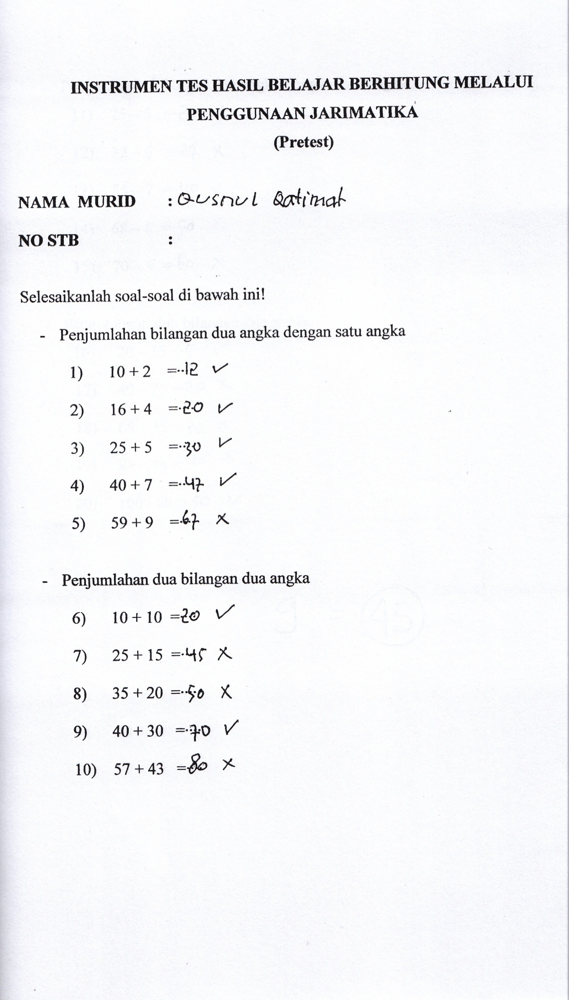 INSTRUMEN TES HASIL BELAJAR BERHITUNG MELALUI
PENGGUNAAN JARIMATIKA
(Pretest)
NAMA MURID : Qusnul Qatimah
NO STB :
Selesaikanlah soal-soal di bawah ini!
- Penjumlahan bilangan dua angka dengan satu angka
1) 10 + 2 =..12 ✓
2) 16 + 4 =.20 ✓
3) 25 + 5 =..30 ✓
4) 40 + 7 =..47 ✓
5) 59 + 9 =.67 X
- Penjumlahan dua bilangan dua angka
6) 10 + 10 =20 ✓
7) 25 + 15 =.45 X
8) 35 + 20 =..50 X
9) 40 + 30 =.70 ✓
10) 57 + 43 =.80 X